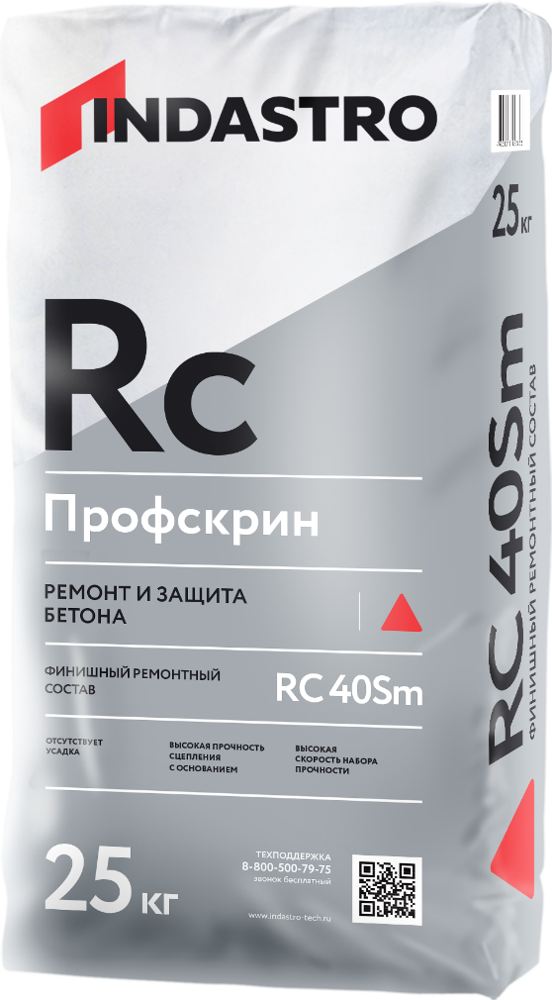 INDASTRO
Rc
Профскрин
РЕМОНТ И ЗАЩИТА
БЕТОНА
ФИНИШНЫЙ РЕМОНТНЫЙ
СОСТАВ
RC 40Sm
ОТСУТСТВУЕТ
УСАДКА
ВЫСОКАЯ ПРОЧНОСТЬ
СЦЕПЛЕНИЯ
С ОСНОВАНИЕМ
ВЫСОКАЯ
СКОРОСТЬ НАБОРА
ПРОЧНОСТИ
25 кг
ТЕХПОДДЕРЖКА
8-800-500-79-75
звонок бесплатный
www.indastro-tech.ru
25 кг
RC 40Sm
ФИНИШНЫЙ РЕМОНТНЫЙ СОСТАВ